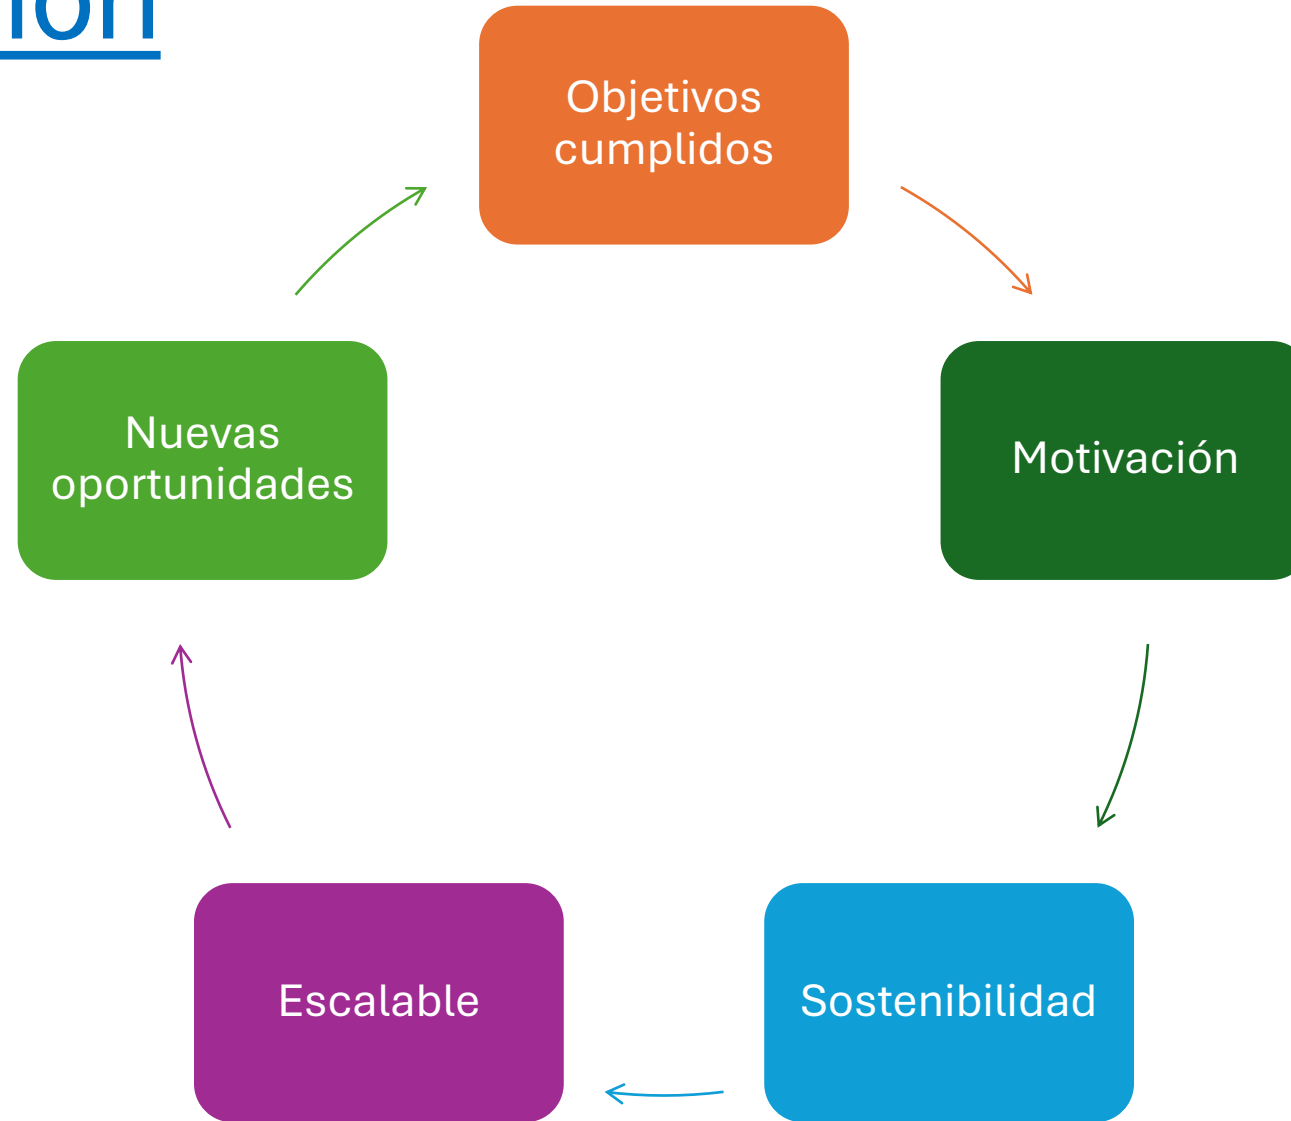 Objetivos
cumplidos
Motivación
Sostenibilidad
Escalable
Nuevas
oportunidades